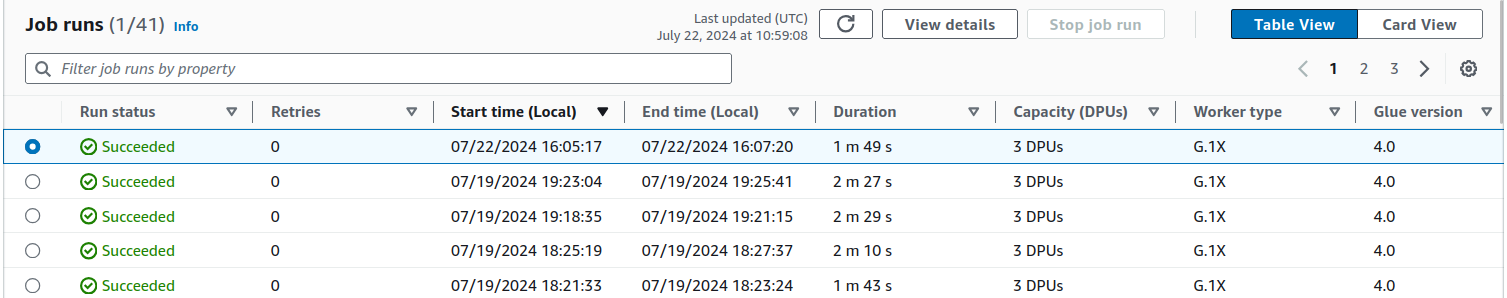 Job runs (1/41) Info
Last updated (UTC)
July 22, 2024 at 10:59:08
View details
Stop job run
Table View
Card View
Filter job runs by property
1 2 3
Run status Retries Start time (Local) End time (Local) Duration Capacity (DPUs) Worker type Glue version
Succeeded 0 07/22/2024 16:05:17 07/22/2024 16:07:20 1 m 49 s 3 DPUs G.1X 4.0
Succeeded 0 07/19/2024 19:23:04 07/19/2024 19:25:41 2 m 27 s 3 DPUs G.1X 4.0
Succeeded 0 07/19/2024 19:18:35 07/19/2024 19:21:15 2 m 29 s 3 DPUs G.1X 4.0
Succeeded 0 07/19/2024 18:25:19 07/19/2024 18:27:37 2 m 10 s 3 DPUs G.1X 4.0
Succeeded 0 07/19/2024 18:21:33 07/19/2024 18:23:24 1 m 43 s 3 DPUs G.1X 4.0